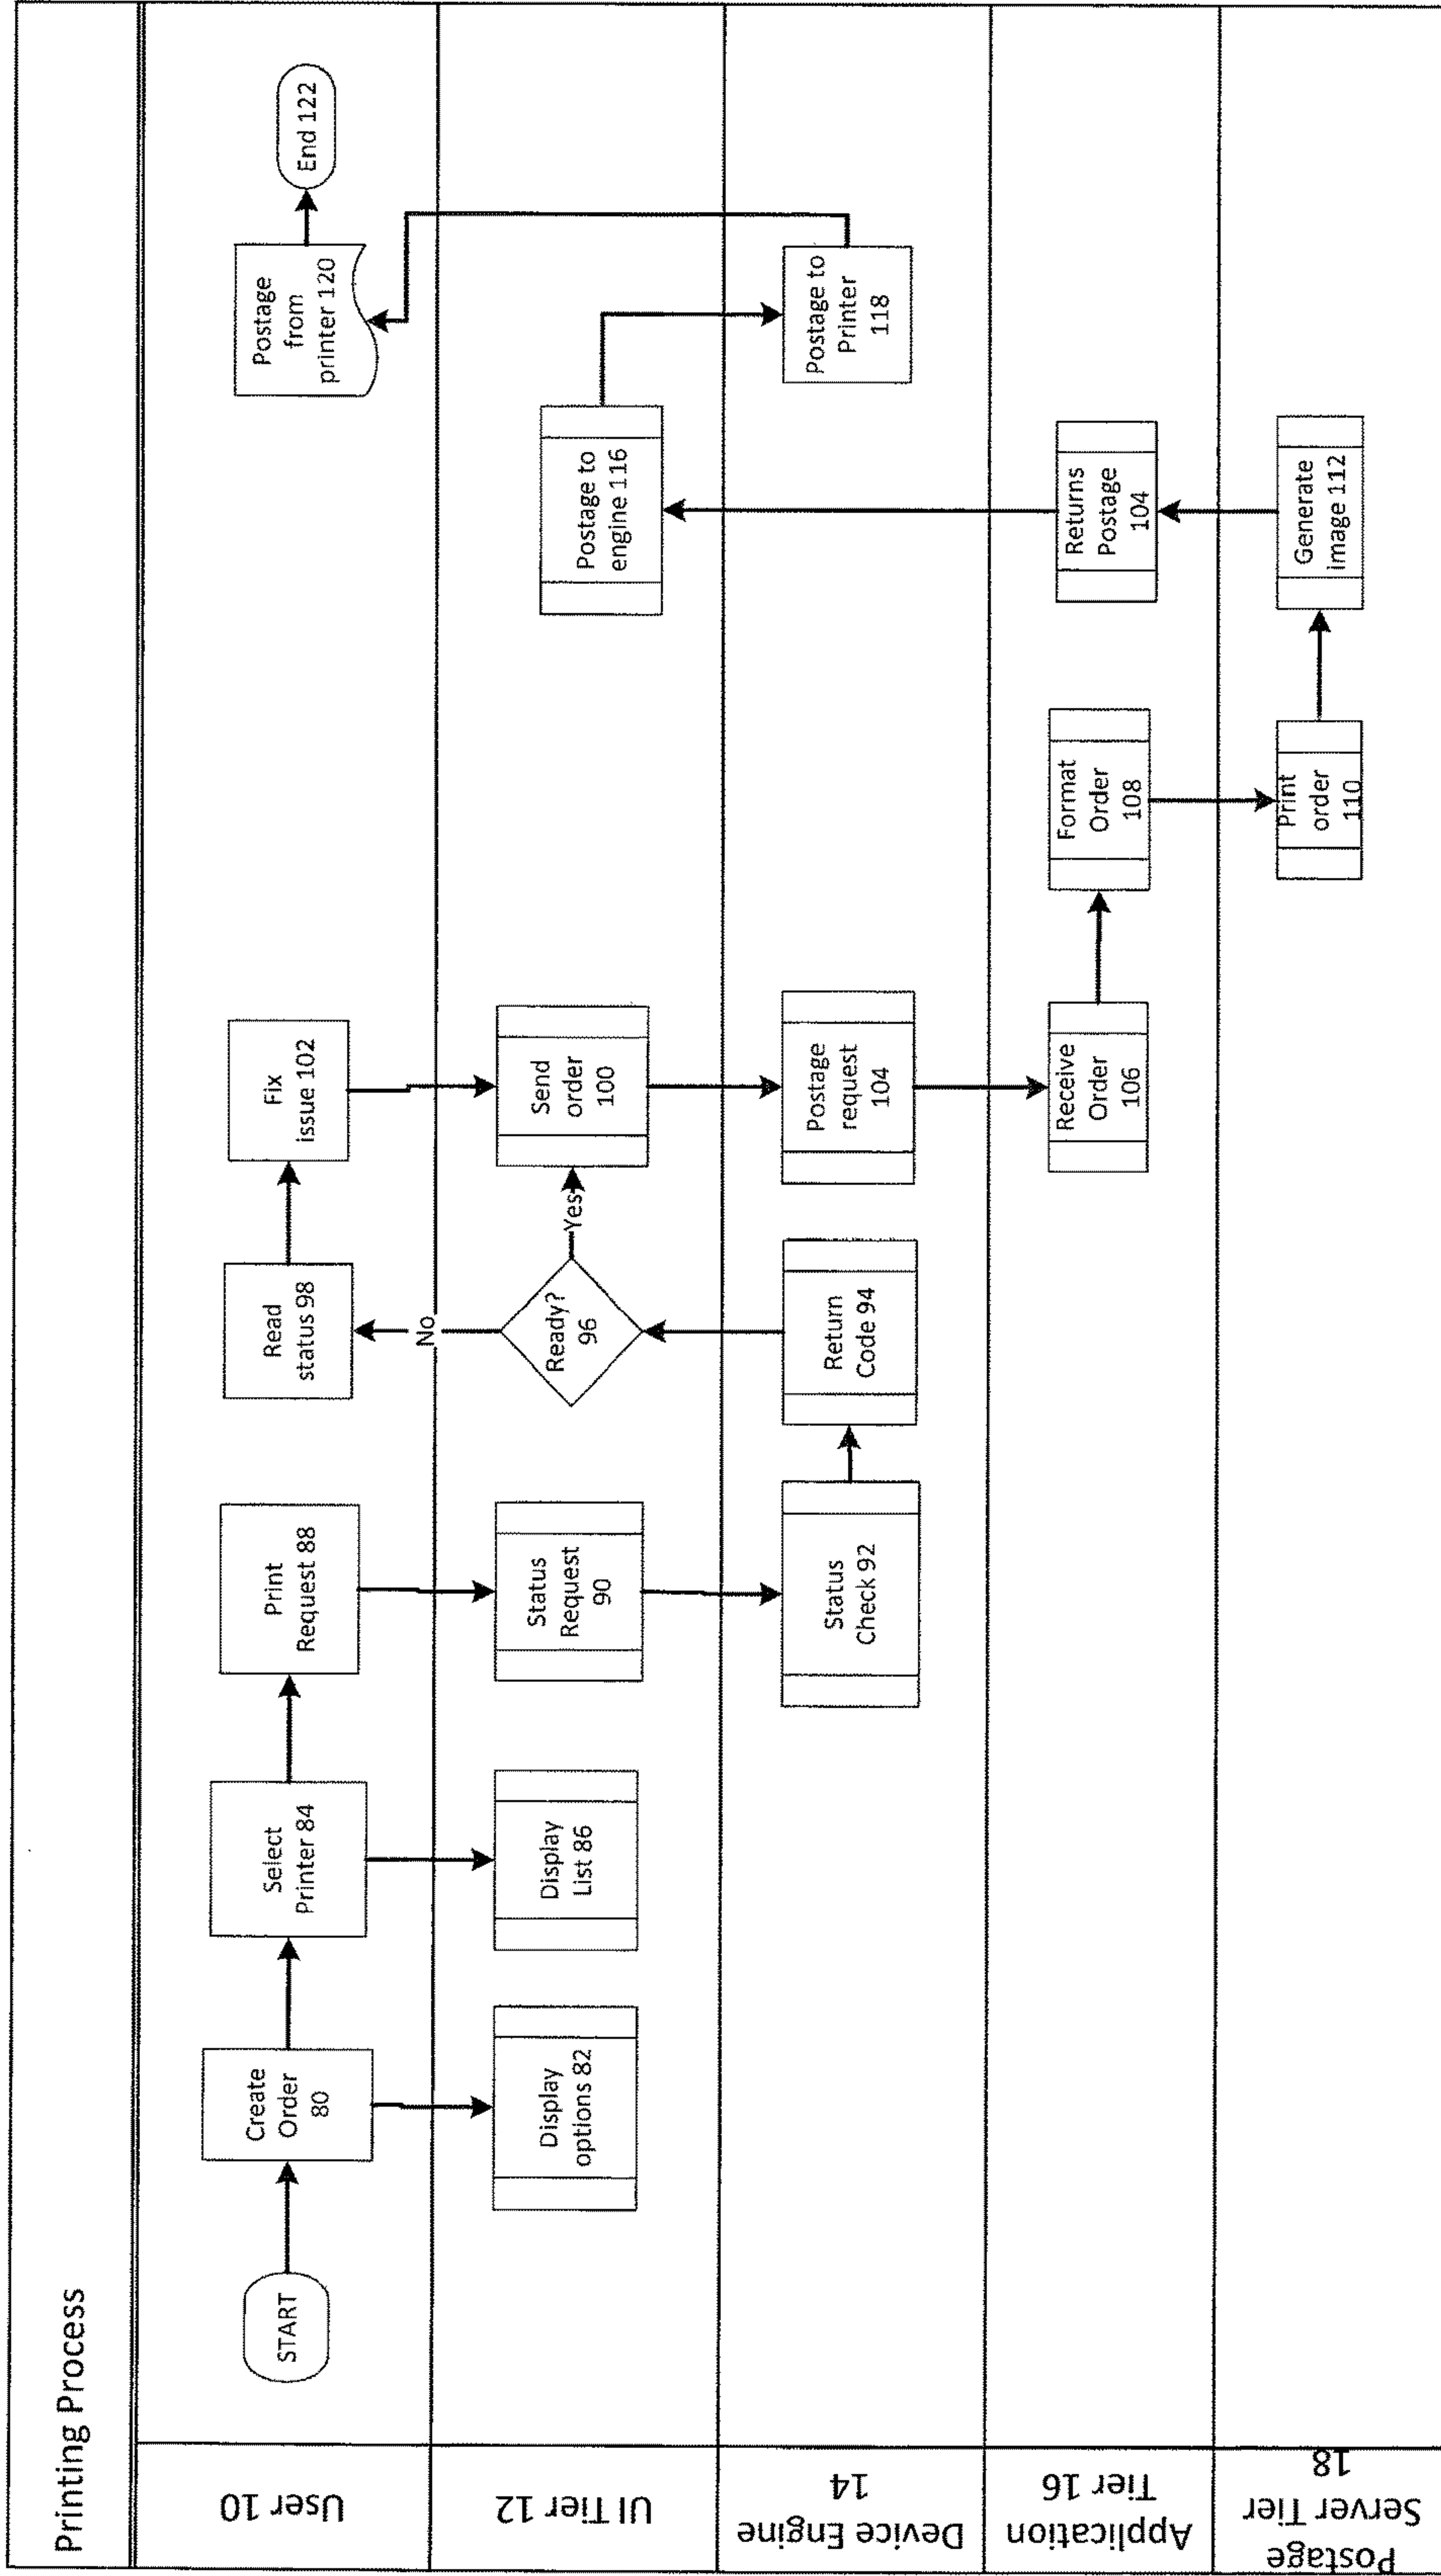 Printing Process
User 10
START
Create
Order
80
Select
Printer 84
Print
Request 88
Read
status 98
Fix
issue 102
Postage
from
printer 120
End 122
UI Tier 12
Display
options 82
Display
List 86
Status
Request
90
No
Ready?
96
Yes
Send
order
100
Postage to
engine 116
Device Engine
14
Status
Check 92
Return
Code 94
Postage
request
104
Postage to
Printer
118
Application
Tier 16
Receive
Order
106
Format
Order
108
Returns
Postage
104
Postage
Server Tier
18
Print
order
110
Generate
image 112